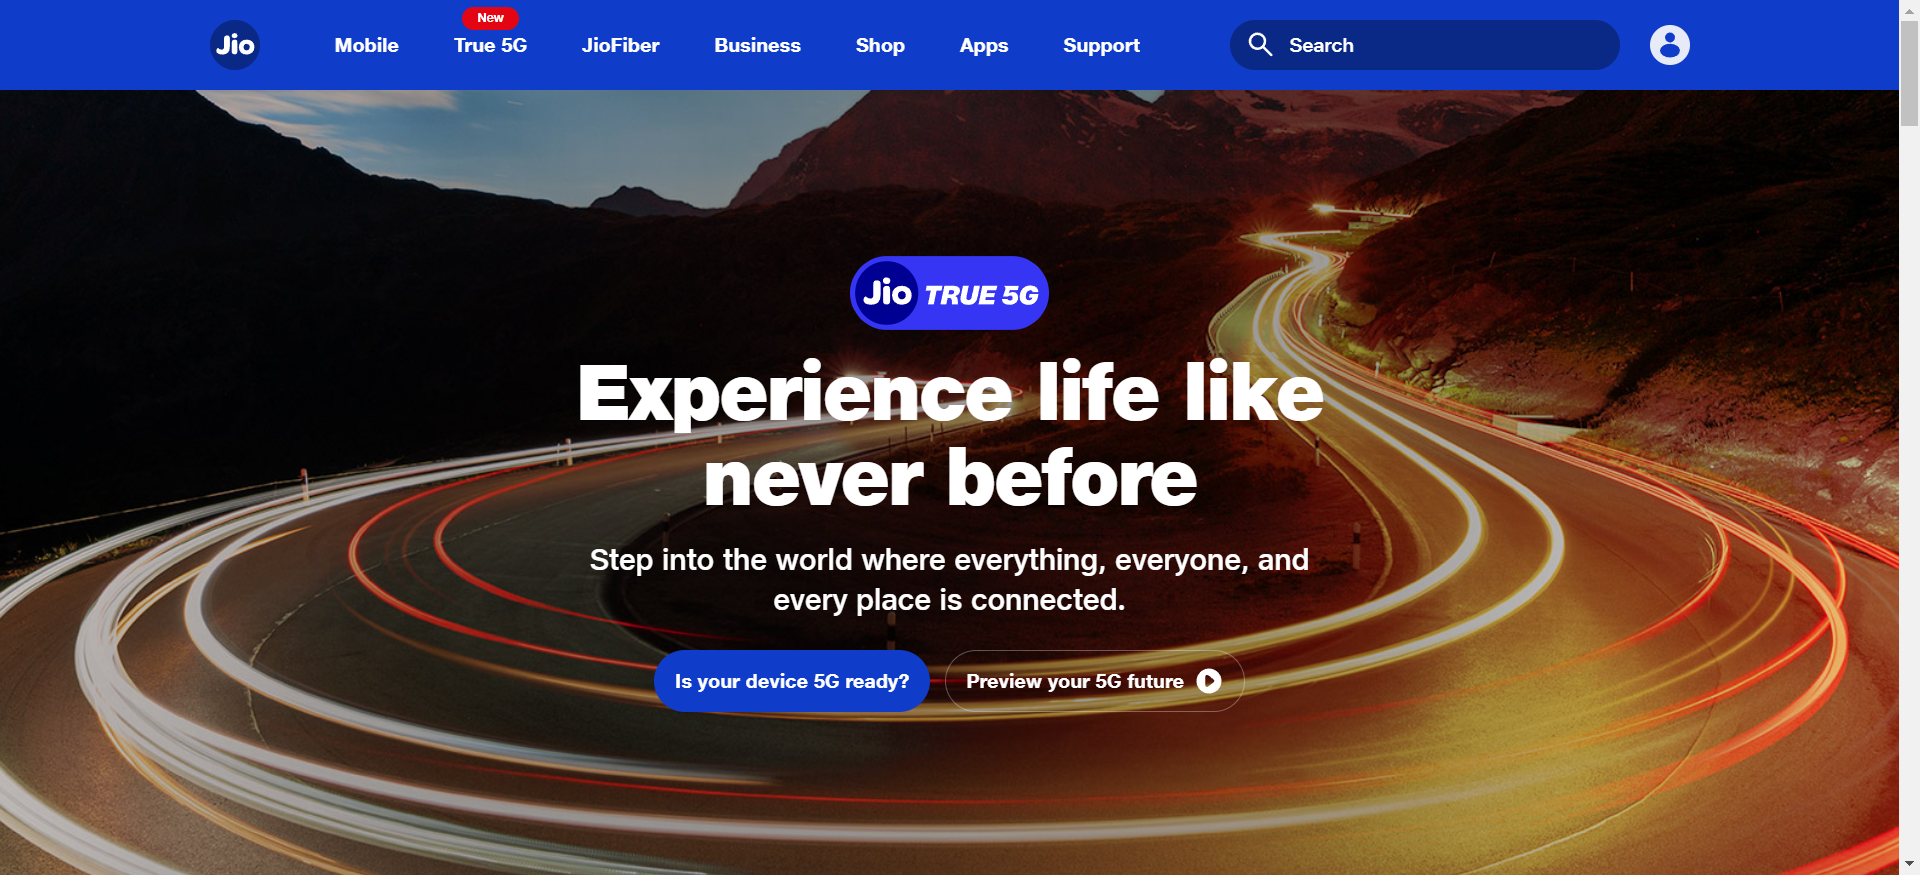 New
Jio Mobile True 5G JioFiber Business Shop Apps Support Search
Jio TRUE 5G
Experience life like
never before
Step into the world where everything, everyone, and
every place is connected.
Is your device 5G ready? Preview your 5G future